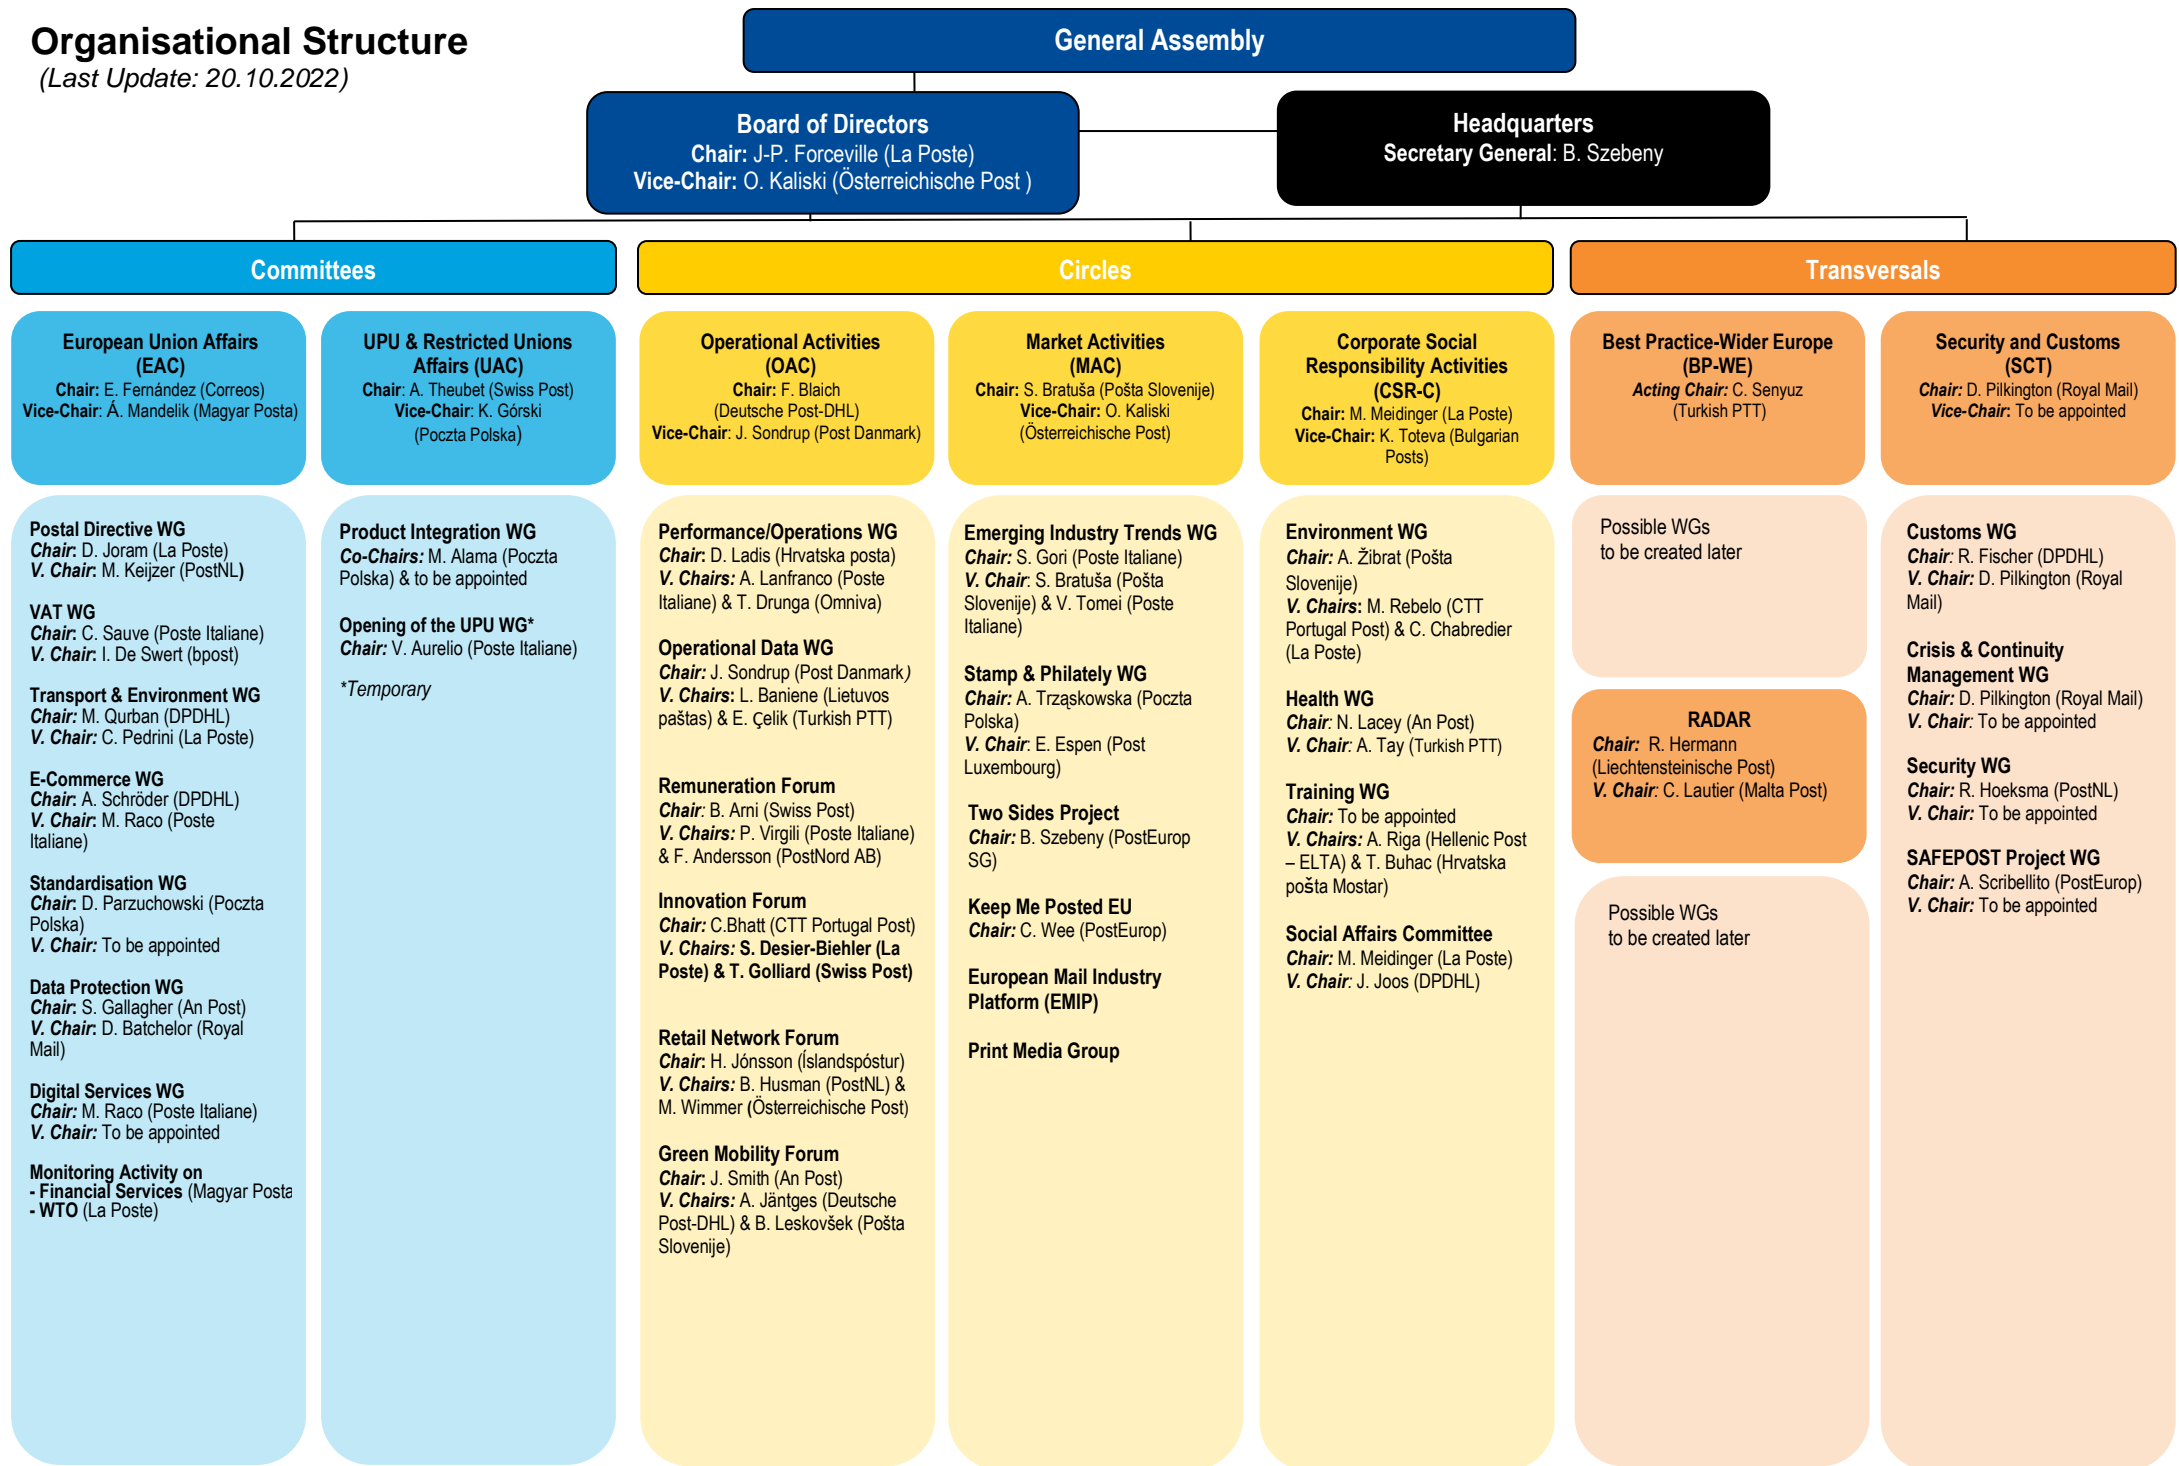 Organisational Structure
(Last Update: 20.10.2022)
General Assembly
Board of Directors
Chair: J-P. Forceville (La Poste)
Vice-Chair: O. Kaliski (Österreichische Post )
Headquarters
Secretary General: B. Szebeny
Committees
Circles
Transversals
European Union Affairs
(EAC)
Chair: E. Fernández (Correos)
Vice-Chair: Á. Mandelik (Magyar Posta)
UPU & Restricted Unions
Affairs (UAC)
Chair: A. Theubet (Swiss Post)
Vice-Chair: K. Górski
(Poczta Polska)
Operational Activities
(OAC)
Chair: F. Blaich
(Deutsche Post-DHL)
Vice-Chair: J. Sondrup (Post Danmark)
Market Activities
(MAC)
Chair: S. Bratuša (Pošta Slovenije)
Vice-Chair: O. Kaliski
(Österreichische Post)
Corporate Social
Responsibility Activities
(CSR-C)
Chair: M. Meidinger (La Poste)
Vice-Chair: K. Toteva (Bulgarian
Posts)
Best Practice-Wider Europe
(BP-WE)
Acting Chair: C. Senyuz
(Turkish PTT)
Security and Customs
(SCT)
Chair: D. Pilkington (Royal Mail)
Vice-Chair: To be appointed
Postal Directive WG
Chair: D. Joram (La Poste)
V. Chair: M. Keijzer (PostNL)
VAT WG
Chair: C. Sauve (Poste Italiane)
V. Chair: I. De Swert (bpost)
Transport & Environment WG
Chair: M. Qurban (DPDHL)
V. Chair: C. Pedrini (La Poste)
E-Commerce WG
Chair: A. Schröder (DPDHL)
V. Chair: M. Raco (Poste
Italiane)
Standardisation WG
Chair: D. Parzuchowski (Poczta
Polska)
V. Chair: To be appointed
Data Protection WG
Chair: S. Gallagher (An Post)
V. Chair: D. Batchelor (Royal
Mail)
Digital Services WG
Chair: M. Raco (Poste Italiane)
V. Chair: To be appointed
Monitoring Activity on
- Financial Services (Magyar Posta
- WTO (La Poste)
Product Integration WG
Co-Chairs: M. Alama (Poczta
Polska) & to be appointed
Opening of the UPU WG*
Chair: V. Aurelio (Poste Italiane)
*Temporary
Performance/Operations WG
Chair: D. Ladis (Hrvatska posta)
V. Chairs: A. Lanfranco (Poste
Italiane) & T. Drunga (Omniva)
Operational Data WG
Chair: J. Sondrup (Post Danmark)
V. Chairs: L. Baniene (Lietuvos
paštas) & E. Çelik (Turkish PTT)
Remuneration Forum
Chair: B. Arni (Swiss Post)
V. Chairs: P. Virgili (Poste Italiane)
& F. Andersson (PostNord AB)
Innovation Forum
Chair: C.Bhatt (CTT Portugal Post)
V. Chairs: S. Desier-Biehler (La
Poste) & T. Golliard (Swiss Post)
Retail Network Forum
Chair: H. Jónsson (Íslandspóstur)
V. Chairs: B. Husman (PostNL) &
M. Wimmer (Österreichische Post)
Green Mobility Forum
Chair: J. Smith (An Post)
V. Chairs: A. Jäntges (Deutsche
Post-DHL) & B. Leskovšek (Pošta
Slovenije)
Emerging Industry Trends WG
Chair: S. Gori (Poste Italiane)
V. Chair: S. Bratuša (Pošta
Slovenije) & V. Tomei (Poste
Italiane)
Stamp & Philately WG
Chair: A. Trząskowska (Poczta
Polska)
V. Chair: E. Espen (Post
Luxembourg)
Two Sides Project
Chair: B. Szebeny (PostEurop
SG)
Keep Me Posted EU
Chair: C. Wee (PostEurop)
European Mail Industry
Platform (EMIP)
Print Media Group
Environment WG
Chair: A. Žibrat (Pošta
Slovenije)
V. Chairs: M. Rebelo (CTT
Portugal Post) & C. Chabredier
(La Poste)
Health WG
Chair: N. Lacey (An Post)
V. Chair: A. Tay (Turkish PTT)
Training WG
Chair: To be appointed
V. Chairs: A. Riga (Hellenic Post
– ELTA) & T. Buhac (Hrvatska
pošta Mostar)
Social Affairs Committee
Chair: M. Meidinger (La Poste)
V. Chair: J. Joos (DPDHL)
Possible WGs
to be created later
RADAR
Chair: R. Hermann
(Liechtensteinische Post)
V. Chair: C. Lautier (Malta Post)
Possible WGs
to be created later
Customs WG
Chair: R. Fischer (DPDHL)
V. Chair: D. Pilkington (Royal
Mail)
Crisis & Continuity
Management WG
Chair: D. Pilkington (Royal Mail)
V. Chair: To be appointed
Security WG
Chair: R. Hoeksma (PostNL)
V. Chair: To be appointed
SAFEPOST Project WG
Chair: A. Scribellito (PostEurop)
V. Chair: To be appointed